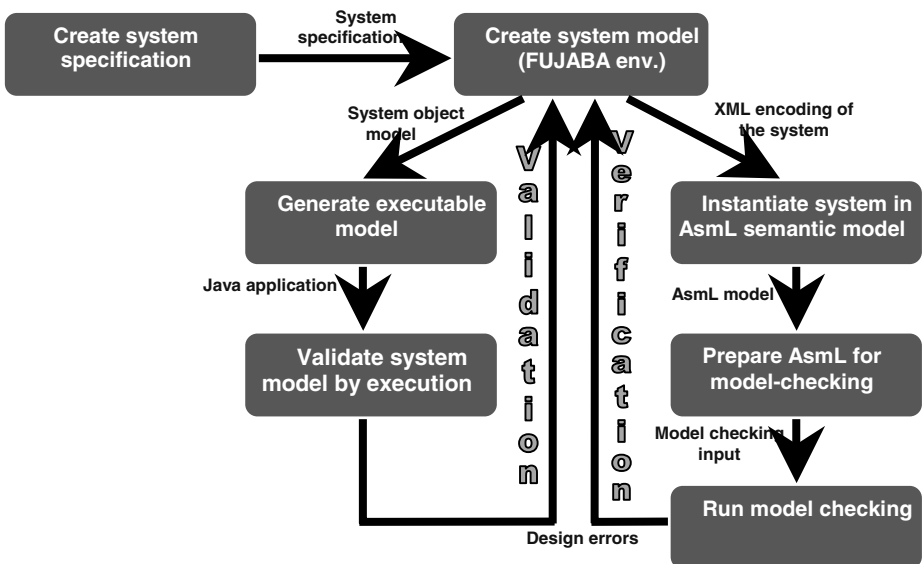 Create system
specification
System
specification
Create system model
(FUJABA env.)
System object
model
XML encoding of
the system
Validation
Verification
Generate executable
model
Instantiate system in
AsmL semantic model
Java application
AsmL model
Validate system
model by execution
Prepare AsmL for
model-checking
Model checking
input
Run model checking
Design errors